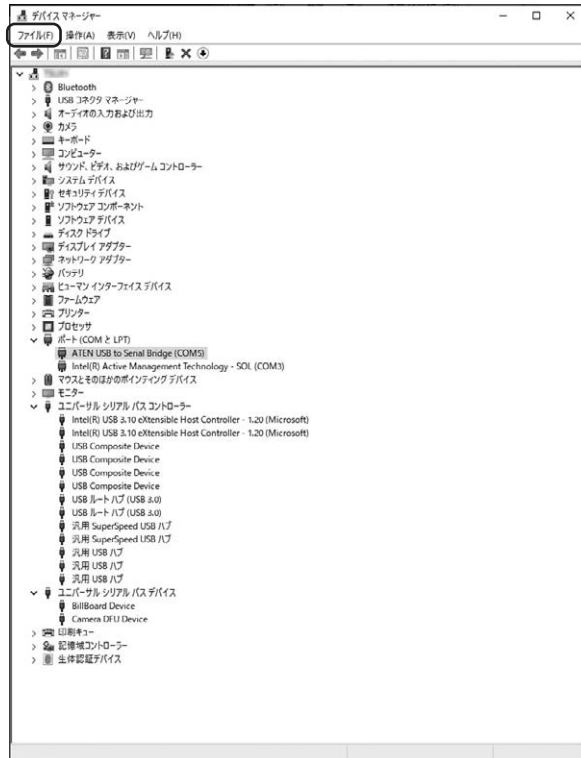 デバイス マネージャー
ファイル(F) 操作(A) 表示(V) ヘルプ(H)
Bluetooth
USB コネクタ マネージャー
オーディオの入力および出力
カメラ
キーボード
コンピューター
サウンド、ビデオ、およびゲーム コントローラー
システム デバイス
セキュリティ デバイス
ソフトウェア コンポーネント
ソフトウェア デバイス
ディスク ドライブ
ディスプレイ アダプター
ネットワーク アダプター
バッテリ
ヒューマン インターフェイス デバイス
ファームウェア
プリンター
プロセッサ
ポート (COM と LPT)
ATEN USB to Serial Bridge (COM5)
Intel(R) Active Management Technology - SOL (COM3)
マウスとそのほかのポインティング デバイス
モニター
ユニバーサル シリアル バス コントローラー
Intel(R) USB 3.10 eXtensible Host Controller - 1.20 (Microsoft)
Intel(R) USB 3.10 eXtensible Host Controller - 1.20 (Microsoft)
USB Composite Device
USB Composite Device
USB Composite Device
USB Composite Device
USB ルート ハブ (USB 3.0)
USB ルート ハブ (USB 3.0)
汎用 SuperSpeed USB ハブ
汎用 SuperSpeed USB ハブ
汎用 USB ハブ
汎用 USB ハブ
汎用 USB ハブ
ユニバーサル シリアル バス デバイス
BillBoard Device
Camera DFU Device
印刷キュー
記憶域コントローラー
生体認証デバイス